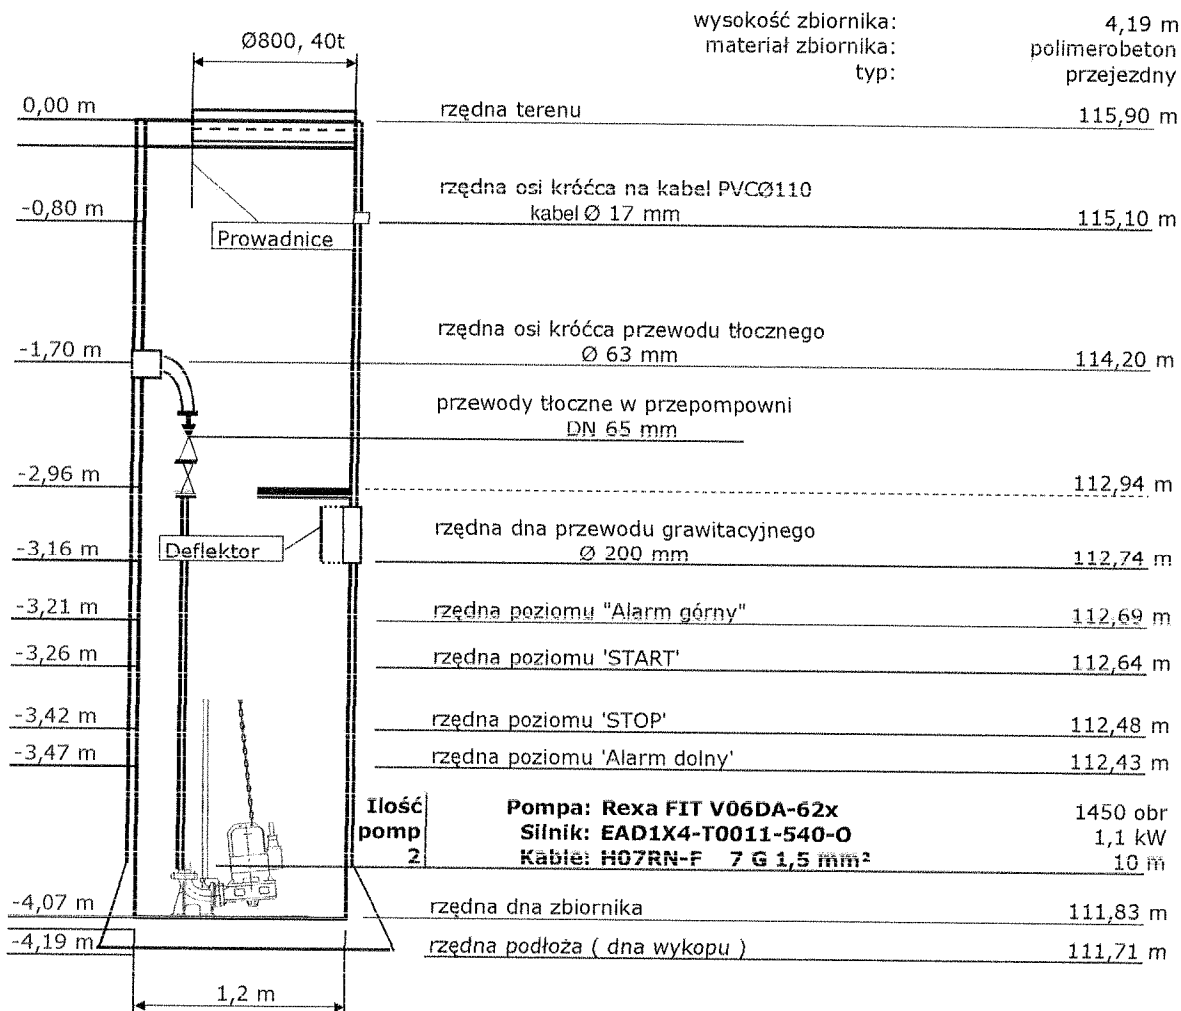 wysokość zbiornika: 4,19 m
materiał zbiornika: polimerobeton
typ: przejezdny
Ø800, 40t
0,00 m rzędna terenu 115,90 m
rzędna osi króćca na kabel PVCØ110
-0,80 m kabel Ø 17 mm 115,10 m
Prowadnice
rzędna osi króćca przewodu tłocznego
-1,70 m Ø 63 mm 114,20 m
przewody tłoczne w przepompowni
DN 65 mm
-2,96 m 112,94 m
rzędna dna przewodu grawitacyjnego
Deflektor
-3,16 m Ø 200 mm 112,74 m
-3,21 m rzędna poziomu "Alarm górny" 112,69 m
-3,26 m rzędna poziomu 'START' 112,64 m
-3,42 m rzędna poziomu 'STOP' 112,48 m
-3,47 m rzędna poziomu 'Alarm dolny' 112,43 m
Ilość Pompa: Rexa FIT V06DA-62x 1450 obr
pomp Silnik: EAD1X4-T0011-540-O 1,1 kW
2 Kable: H07RN-F 7 G 1,5 mm² 10 m
-4,07 m rzędna dna zbiornika 111,83 m
-4,19 m rzędna podłoża ( dna wykopu ) 111,71 m
1,2 m